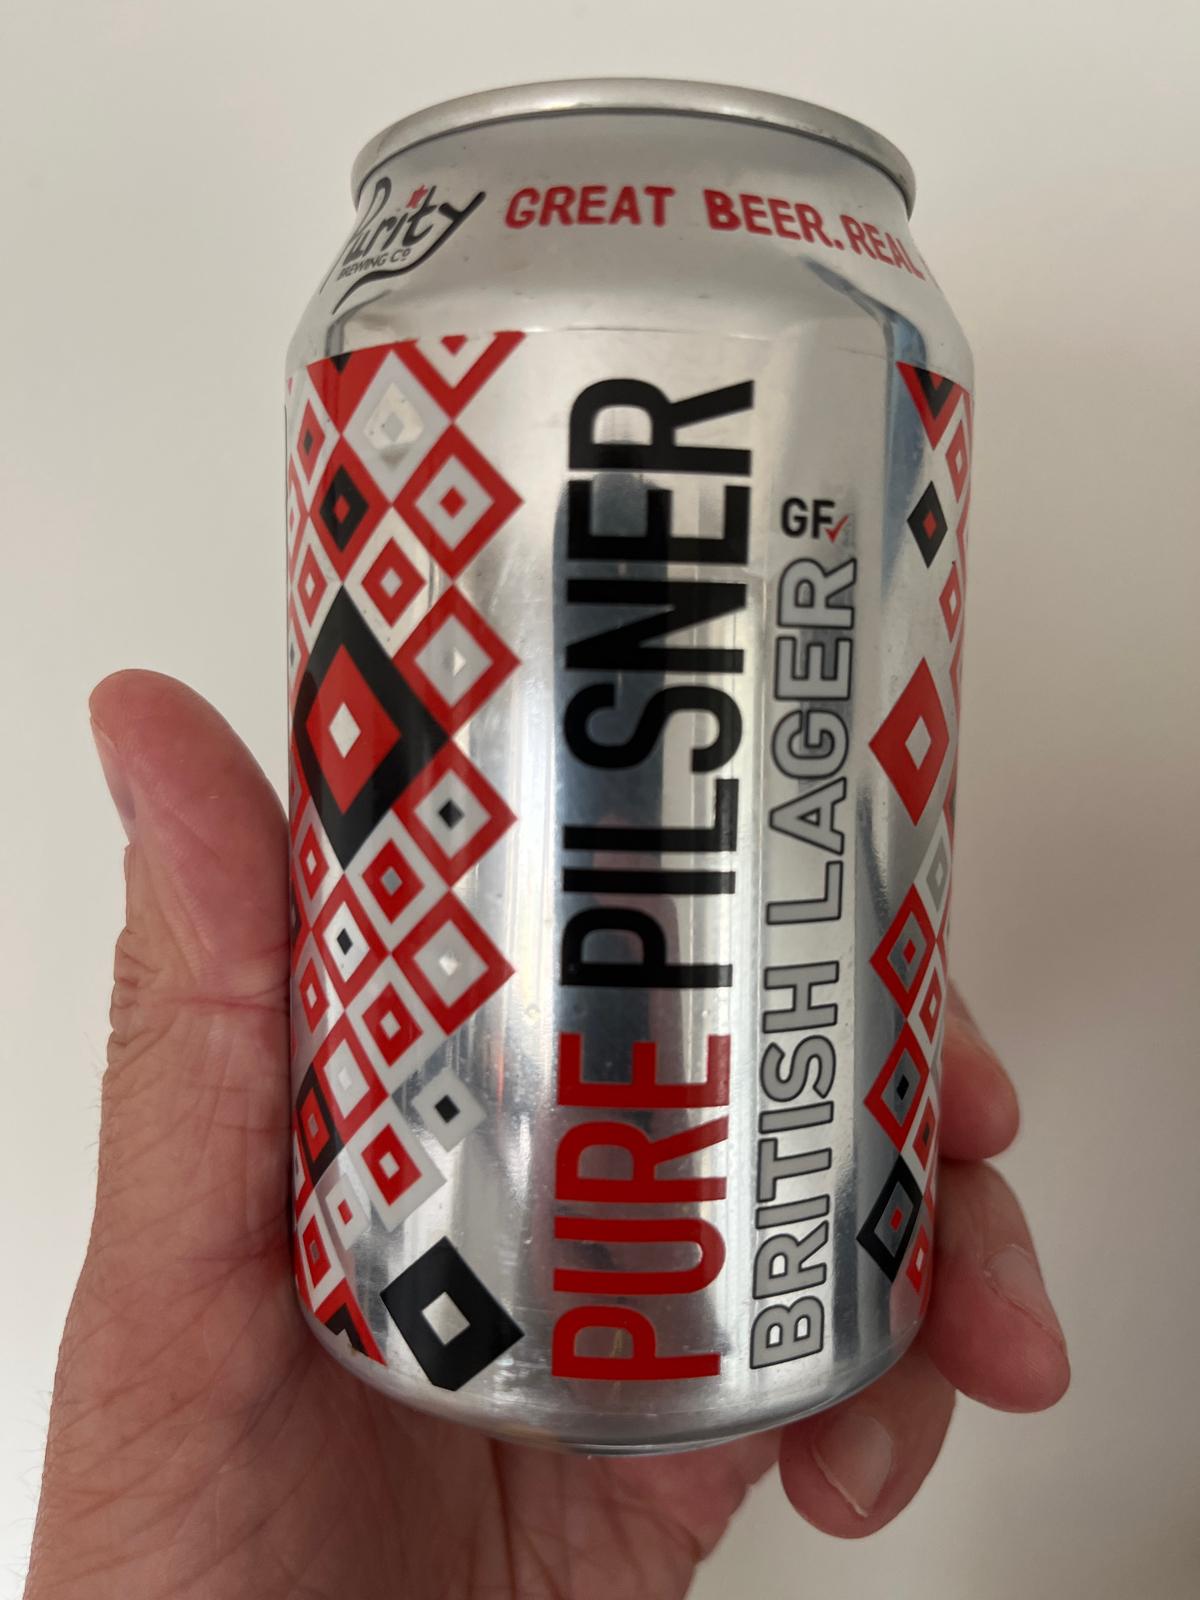 Purity
BREWING CO
GREAT BEER. REAL
PURE PILSNER
BRITISH LAGER
GF